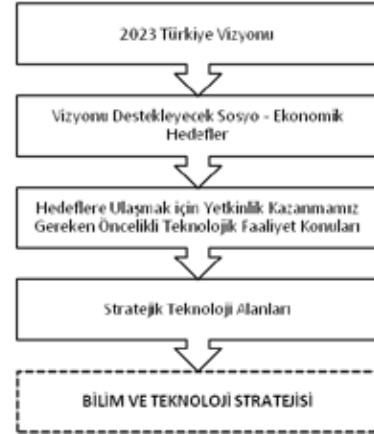 2023 Türkiye Vizyonu
Vizyonu Destekleyecek Sosyo - Ekonomik
Hedefler
Hedeflere Ulaşmak için Yetkinlik Kazanmamız
Gereken Öncelikli Teknolojik Faaliyet Konuları
Stratejik Teknoloji Alanları
BİLİM VE TEKNOLOJİ STRATEJİSİ